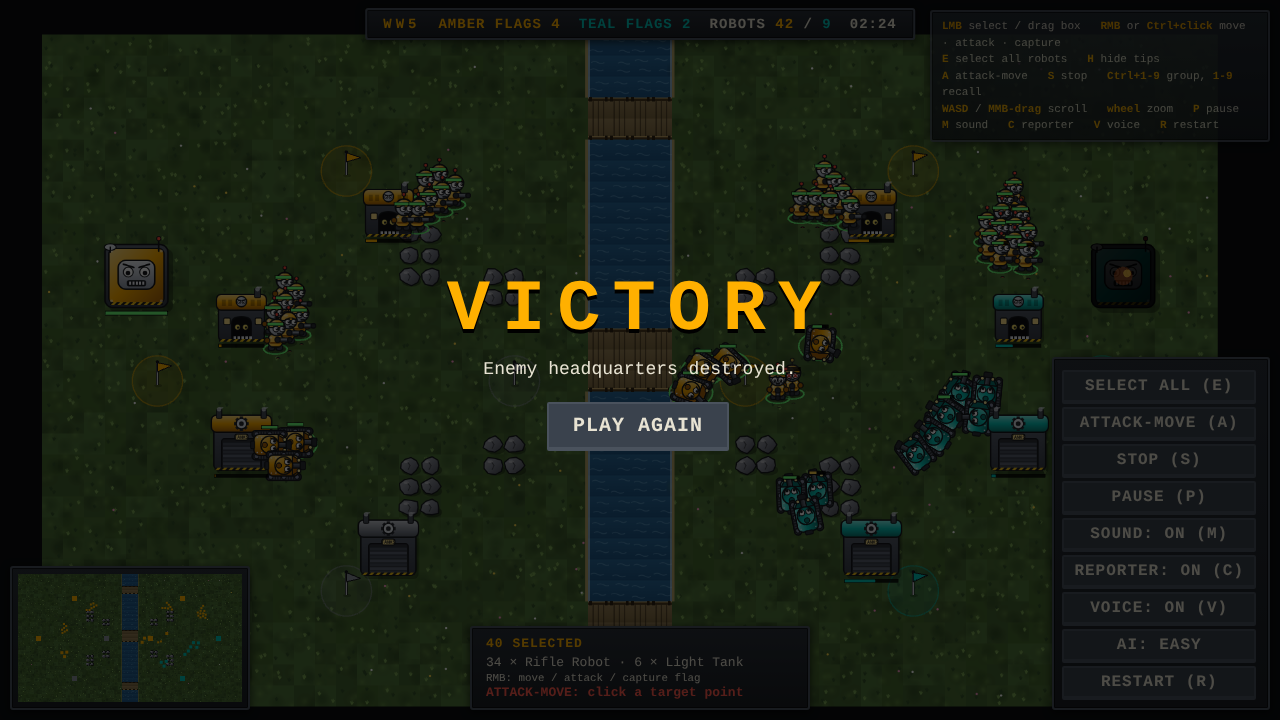 WW5 AMBER FLAGS 4 TEAL FLAGS 2 ROBOTS 42 / 9 02:24
LMB select / drag box RMB or Ctrl+click move
· attack · capture
E select all robots H hide tips
A attack-move S stop Ctrl+1-9 group, 1-9
recall
WASD / MMB-drag scroll wheel zoom P pause
M sound C reporter V voice R restart
VICTORY
Enemy headquarters destroyed.
PLAY AGAIN
SELECT ALL (E)
ATTACK-MOVE (A)
STOP (S)
PAUSE (P)
SOUND: ON (M)
REPORTER: ON (C)
VOICE: ON (V)
AI: EASY
RESTART (R)
40 SELECTED
34 × Rifle Robot · 6 × Light Tank
RMB: move / attack / capture flag
ATTACK-MOVE: click a target point